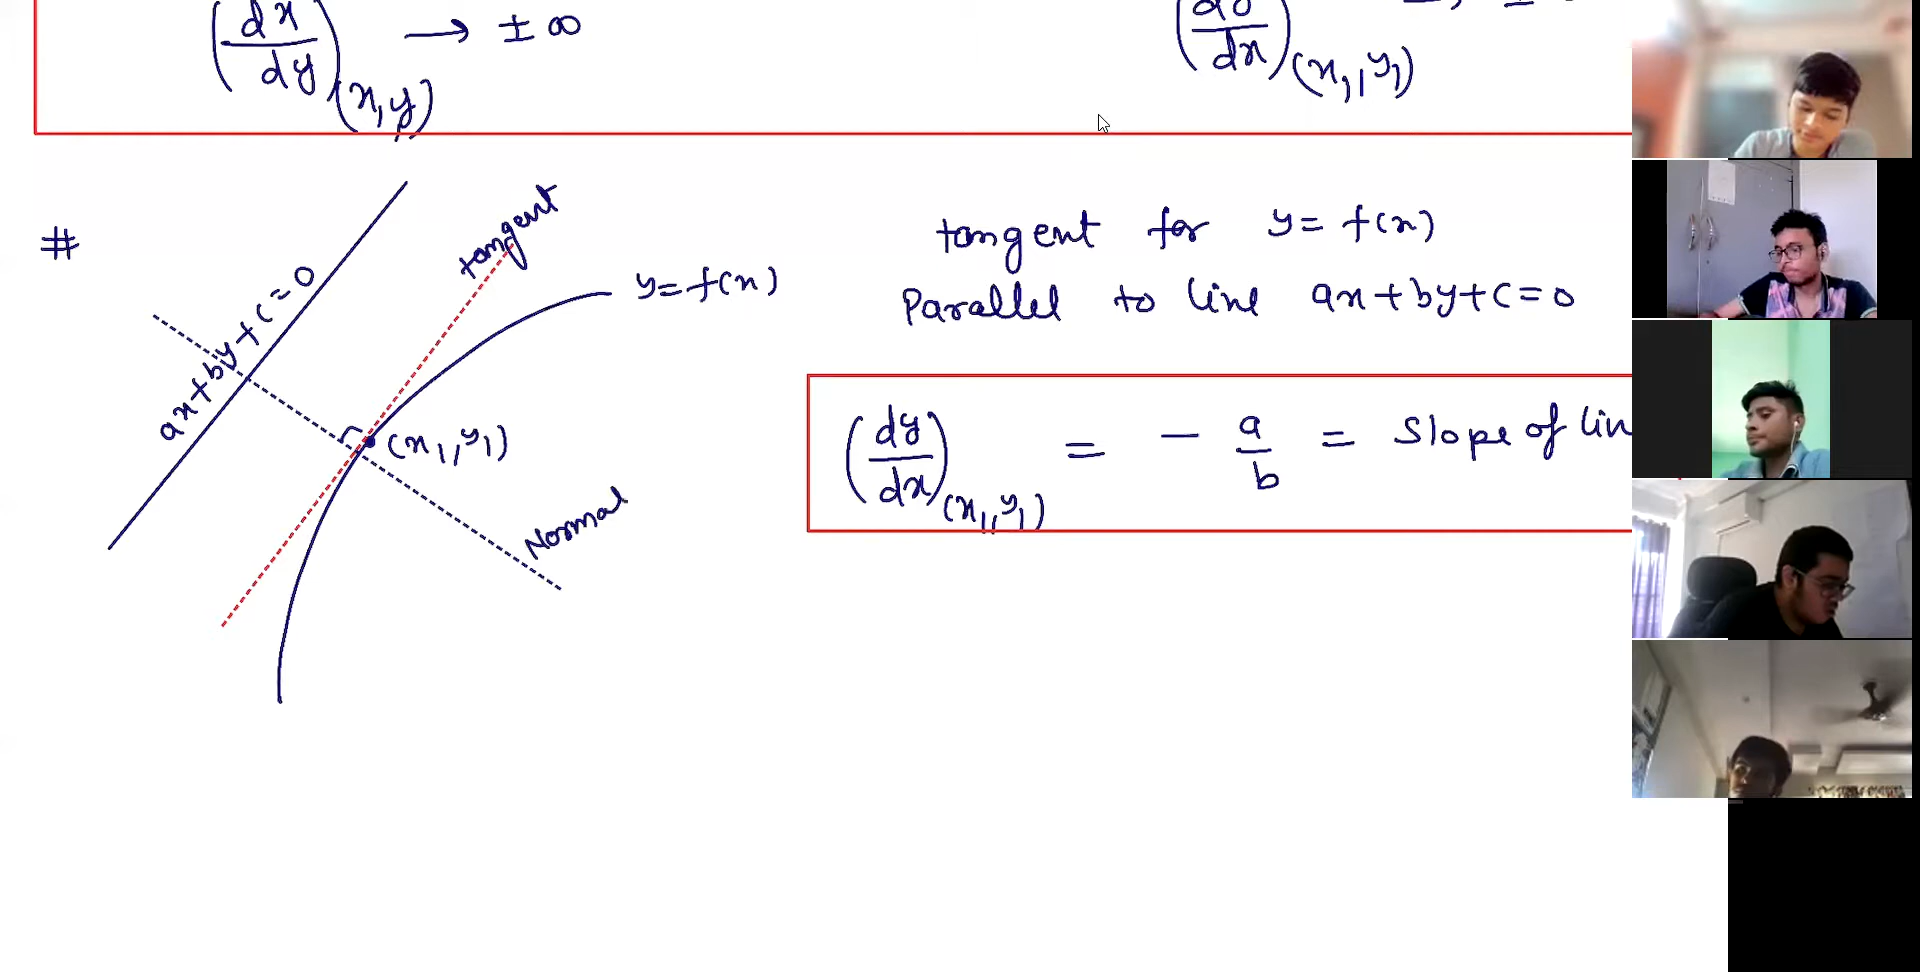 (dx/dy)(x1, y) → ± ∞
dx (x1, y1)
#
tangent
ax+by+c=0
y=f(x)
(x1, y1)
Normal
tangent for y= f(x)
Parallel to line ax+by+c=0
(dy/dx)(x1, y1) = - a/b = Slope of lin